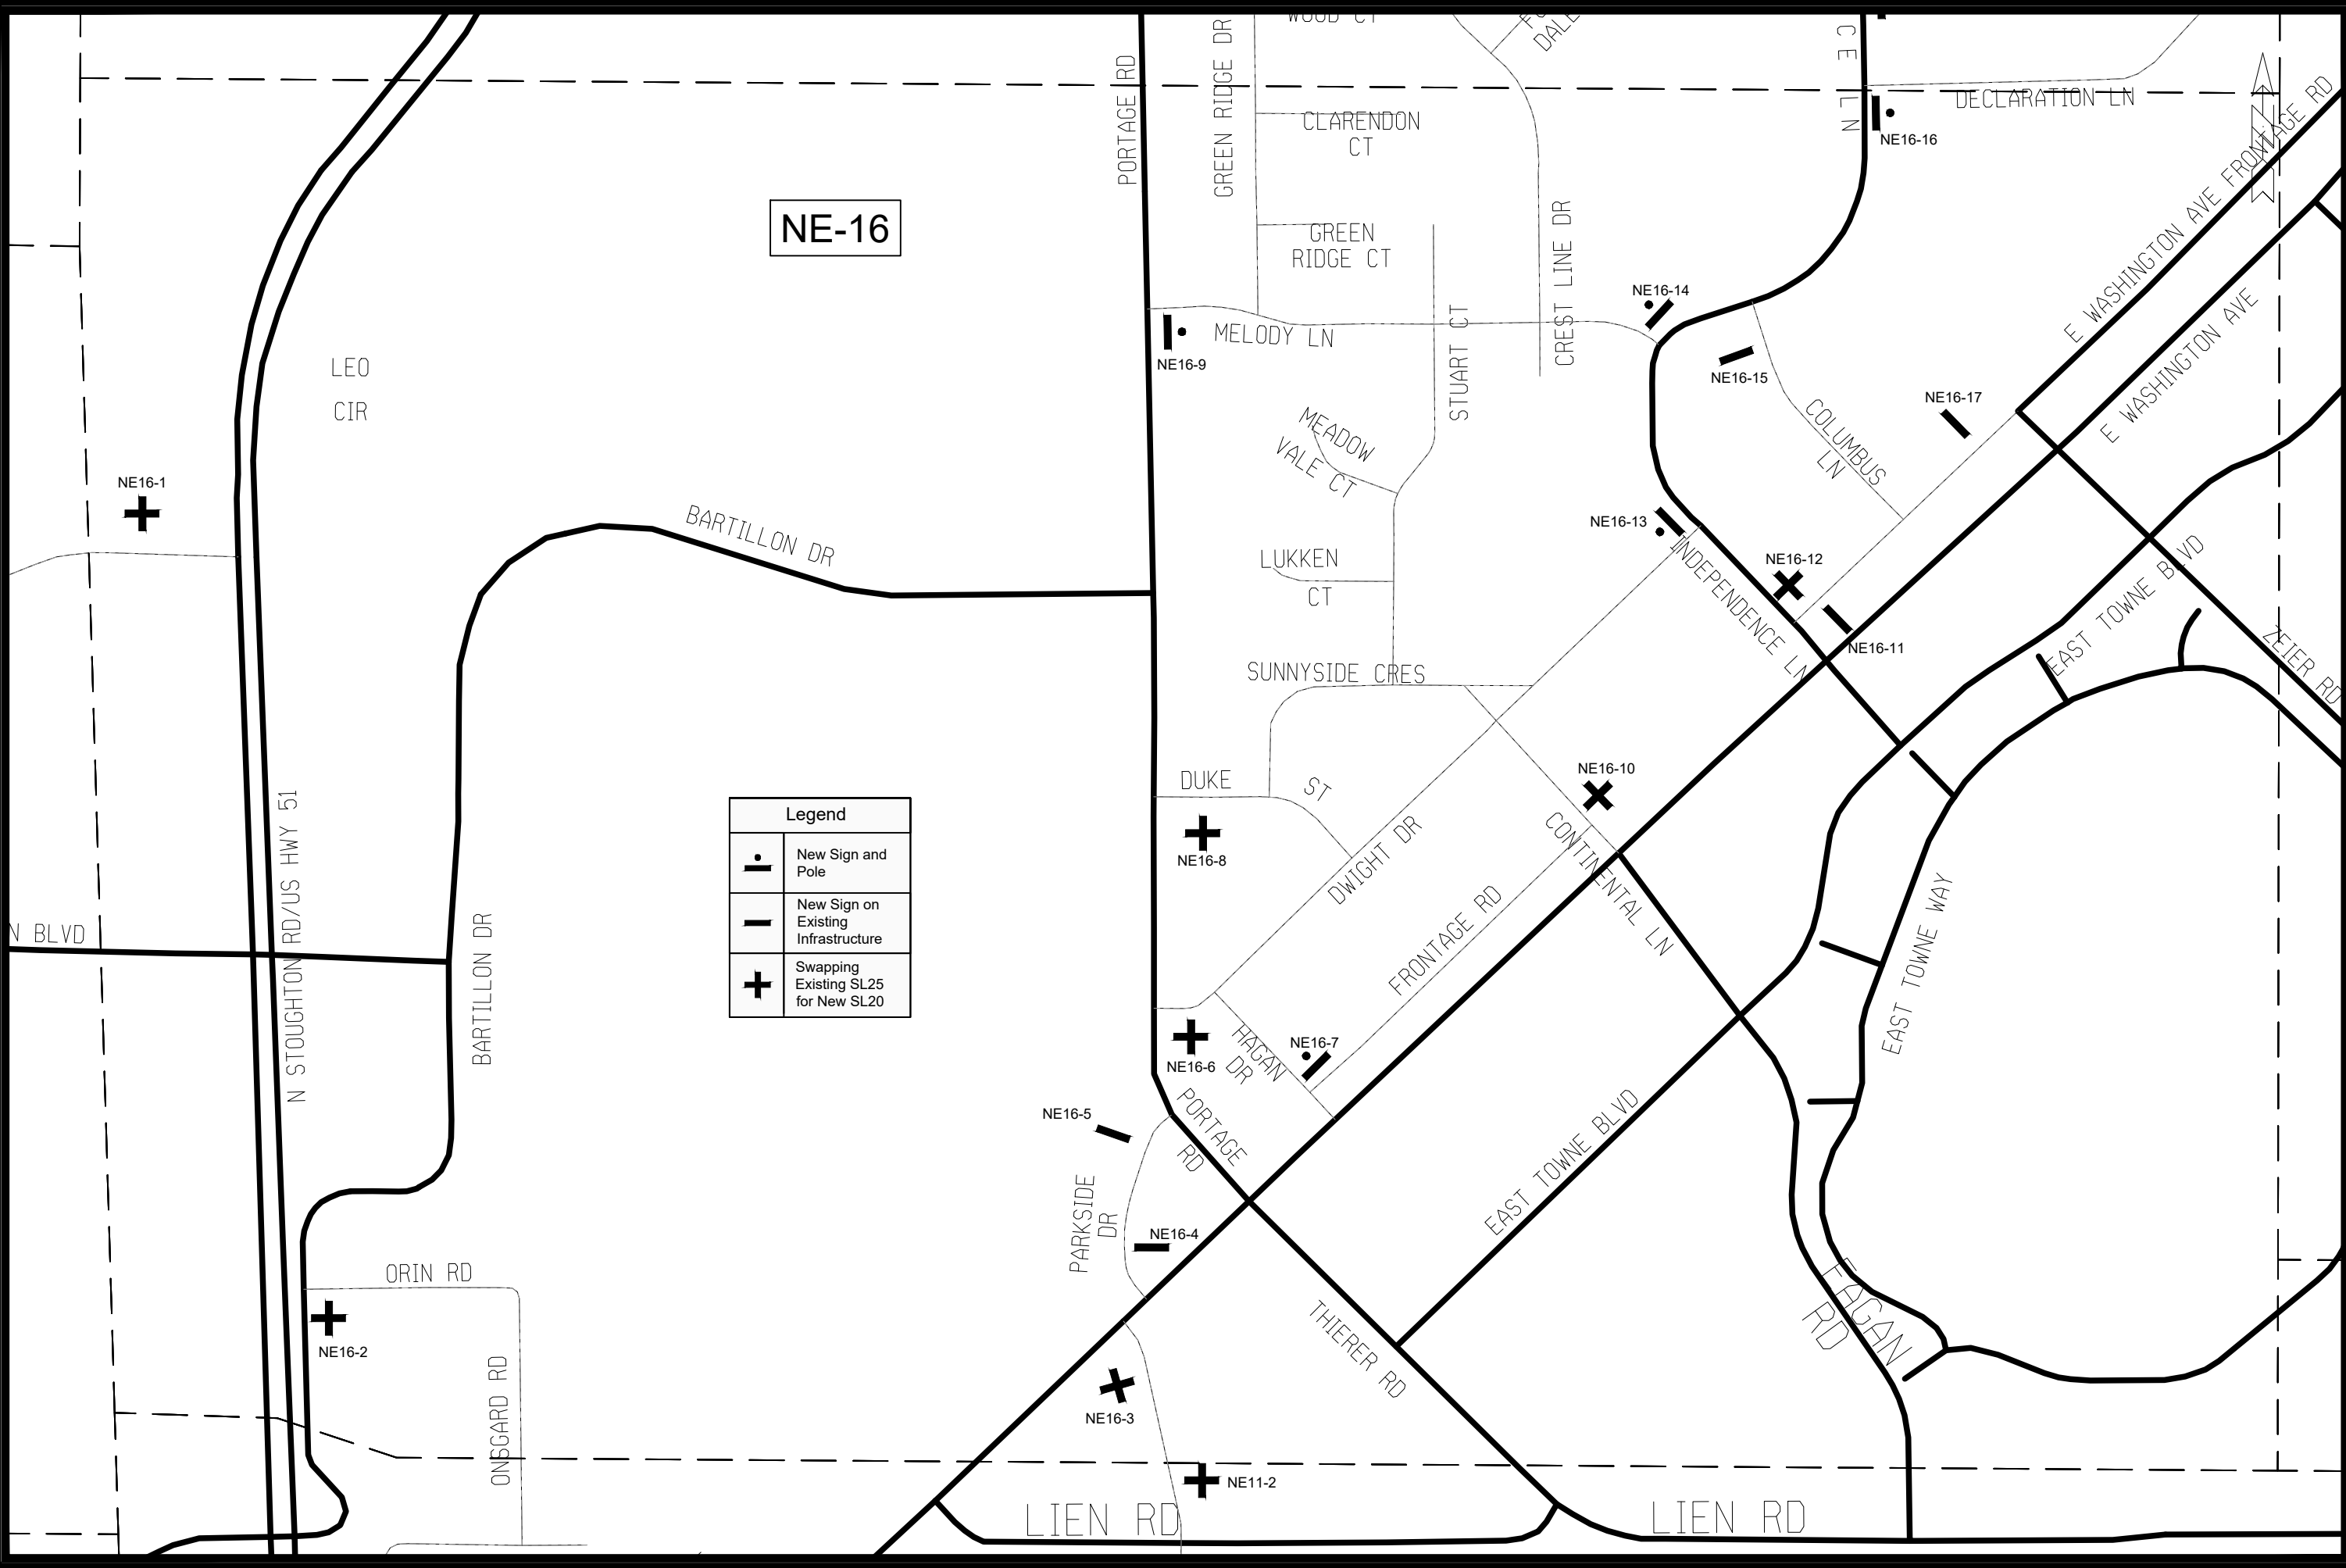 WOOD CT
DALE
GREEN RIDGE DR
PORTAGE RD
C E L N
DECLARATION LN
NE16-16
CLARENDON
CT
E WASHINGTON AVE FRONTAGE RD
NE-16
GREEN
RIDGE CT
CREST LINE DR
NE16-14
E WASHINGTON AVE
MELODY LN
NE16-9
STUART CT
NE16-15
LEO
CIR
NE16-17
MEADOW
VALE CT
COLUMBUS
LN
NE16-1
BARTILLON DR
NE16-13
INDEPENDENCE LN
NE16-12
LUKKEN
CT
NE16-11
EAST TOWNE BLVD
ZEIER RD
SUNNYSIDE CRES
DUKE
ST
NE16-10
N STOUGHTON RD/US HWY 51
Legend
New Sign and
Pole
New Sign on
Existing
Infrastructure
Swapping
Existing SL25
for New SL20
NE16-8
DWIGHT DR
CONTINENTAL LN
FRONTAGE RD
EAST TOWNE WAY
N BLVD
BARTILLON DR
NE16-6
HAGAN
DR
NE16-7
NE16-5
PORTAGE
RD
EAST TOWNE BLVD
PARKSIDE
DR
NE16-4
ORIN RD
NE16-2
THIERER RD
EAGAN
RD
ONSGARD RD
NE16-3
NE11-2
LIEN RD
LIEN RD